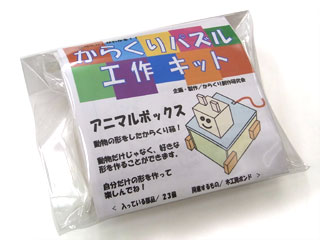 からくりパズル
工作 キット
企画・製作／からくり創作研究会
アニマルボックス
動物の形をしたからくり箱！
動物だけじゃなく、好きな
形を作ることができます。
自分だけの形を作って
楽しんでね！
< 入っている部品／23個
用意するもの／木工用ボンド >